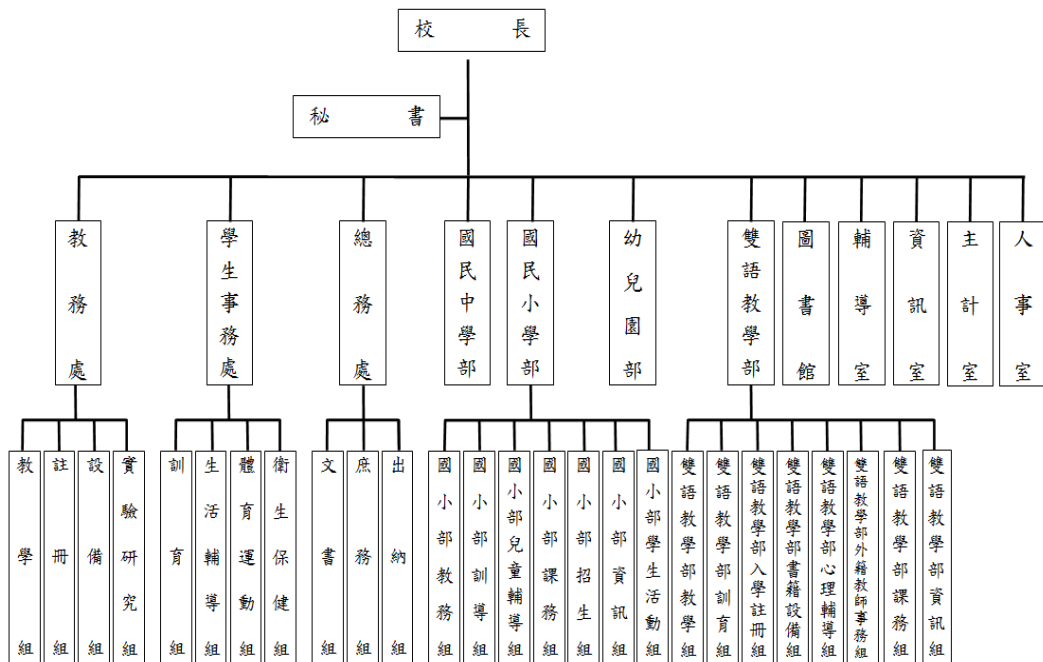 校長
秘書
教務處
學生事務處
總務處
國民中學部
國民小學部
幼兒園部
雙語教學部
圖書館
輔導室
資訊室
主計室
人事室
教學組
註冊組
設備組
實驗研究組
訓育組
生活輔導組
體育運動組
衛生保健組
文書組
庶務組
出納組
國小部教務組
國小部訓導組
國小部兒童輔導組
國小部課務組
國小部招生組
國小部資訊組
國小部學生活動組
雙語教學部教學組
雙語教學部訓育組
雙語教學部入學註冊組
雙語教學部書籍設備組
雙語教學部心理輔導組
雙語教學部外籍教師事務組
雙語教學部課務組
雙語教學部資訊組